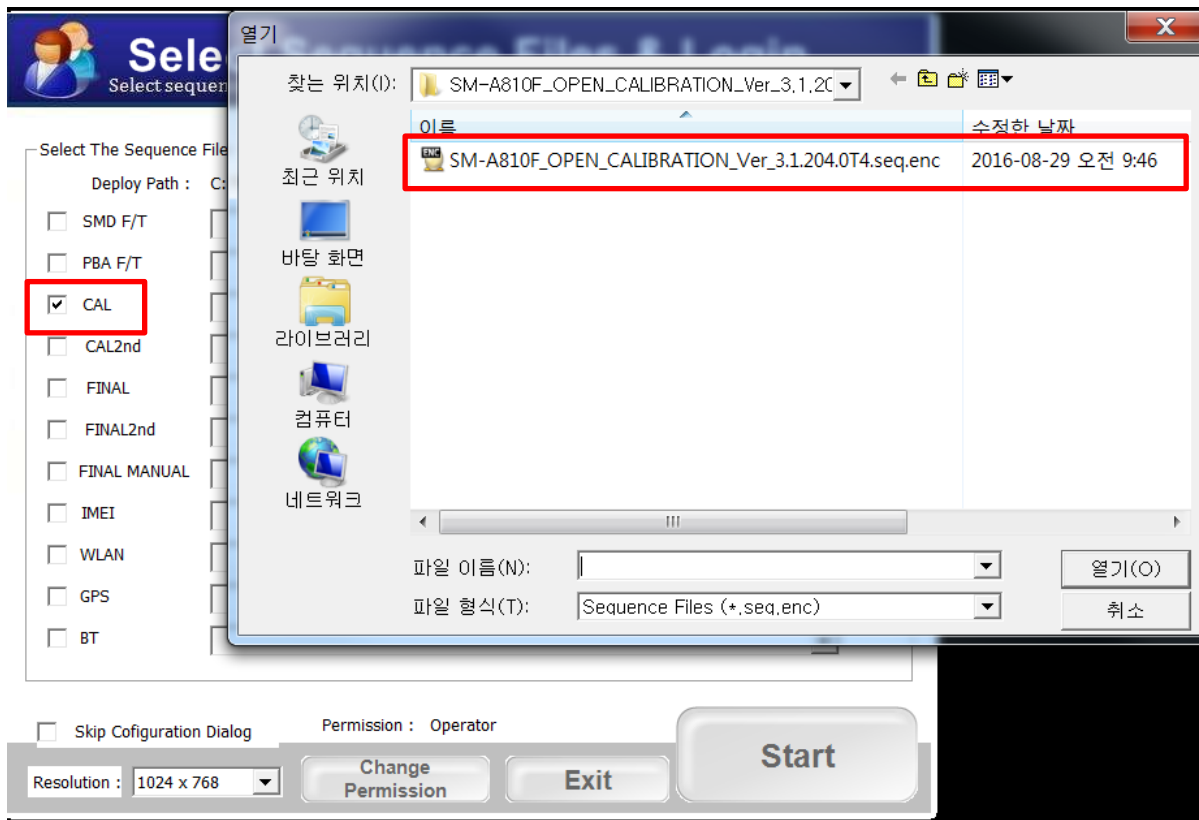 Sele
Select sequen
열기
찾는 위치(I):
SM-A810F_OPEN_CALIBRATION_Ver_3,1,20
이름
수정한 날짜
ENC
SM-A810F_OPEN_CALIBRATION_Ver_3.1.204.0T4.seq.enc
2016-08-29 오전 9:46
최근 위치
바탕 화면
라이브러리
컴퓨터
네트워크
파일 이름(N):
열기(O)
파일 형식(T):
Sequence Files (*,seq,enc)
취소
Select The Sequence File
Deploy Path : C:
SMD F/T
PBA F/T
CAL
CAL2nd
FINAL
FINAL2nd
FINAL MANUAL
IMEI
WLAN
GPS
BT
Skip Cofiguration Dialog
Permission : Operator
Resolution : 1024 x 768
Change
Permission
Exit
Start